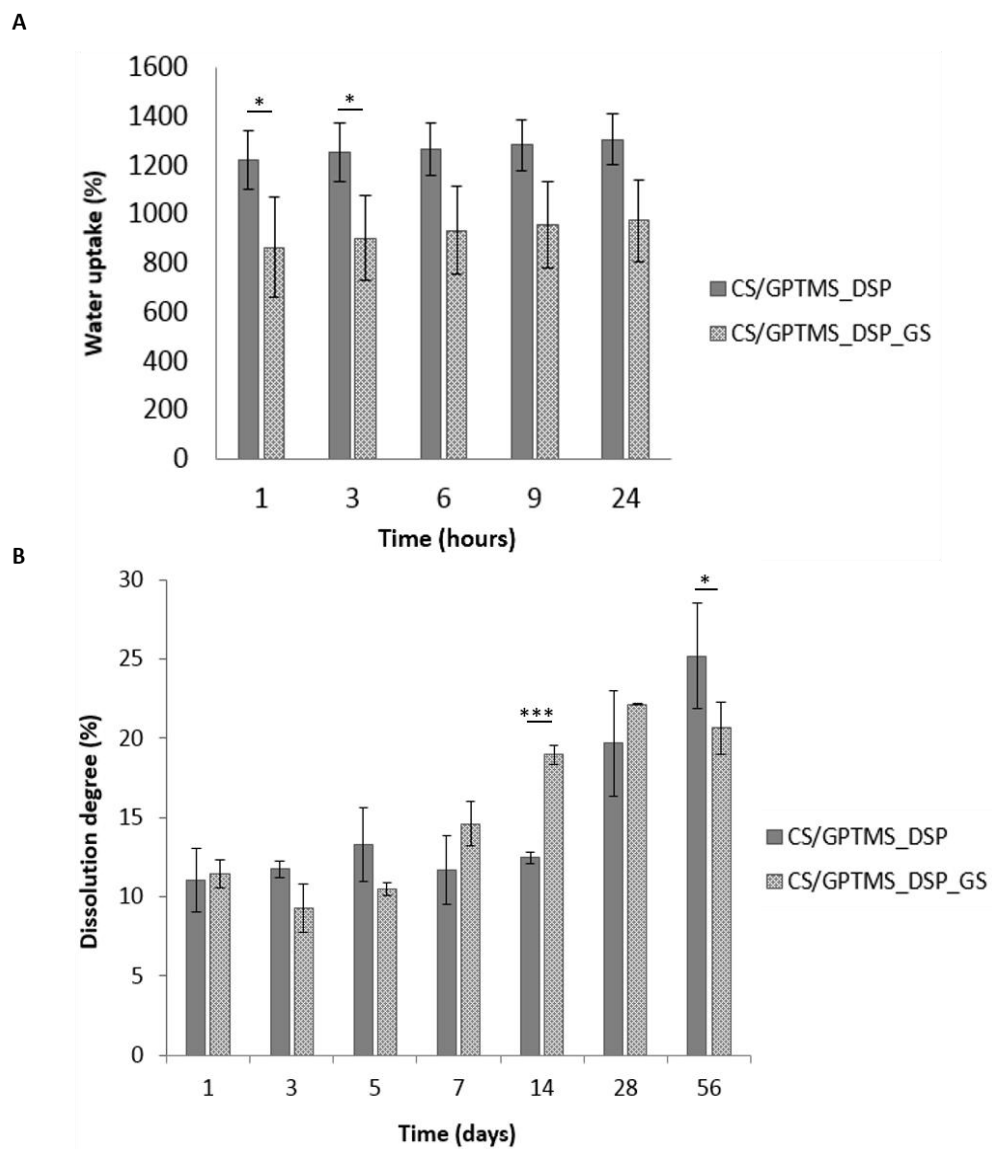 A
1600
1400
1200
1000
800
600
400
200
0
Water uptake (%)
* *
1 3 6 9 24
Time (hours)
CS/GPTMS_DSP
CS/GPTMS_DSP_GS
B
30
25
20
15
10
5
0
Dissolution degree (%)
*** *
1 3 5 7 14 28 56
Time (days)
CS/GPTMS_DSP
CS/GPTMS_DSP_GS